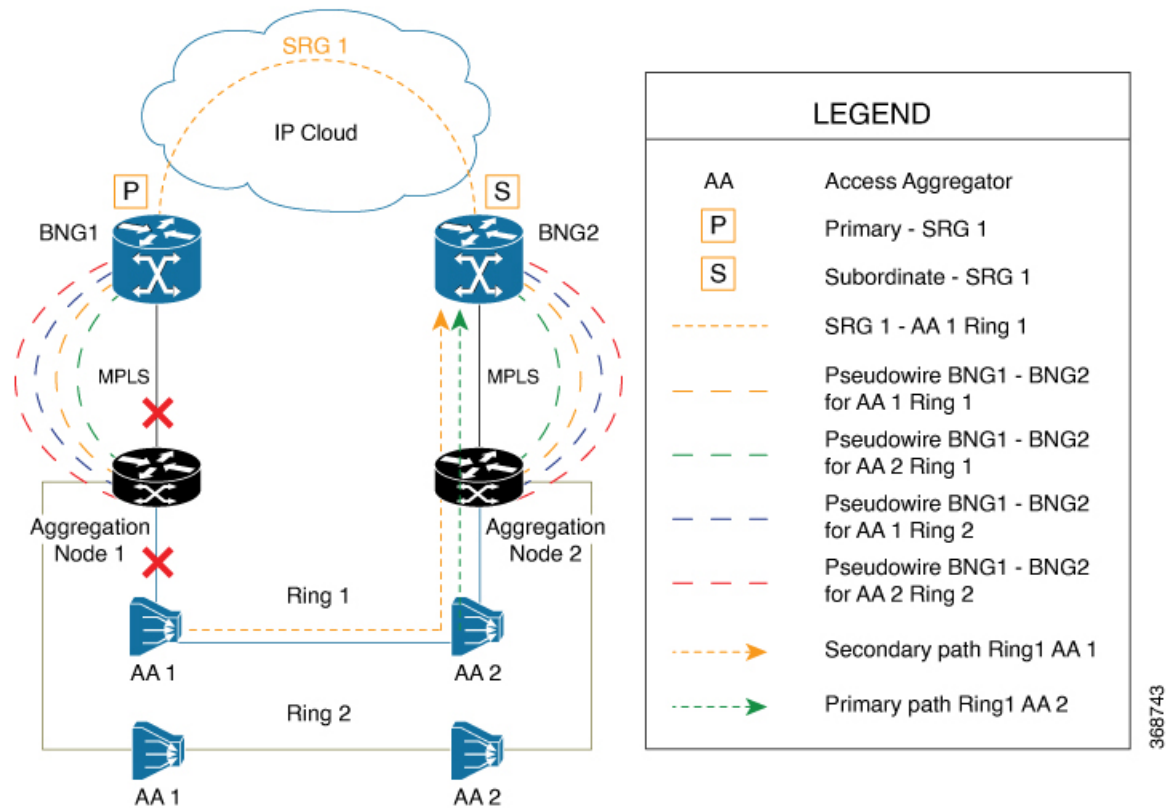 SRG 1
IP Cloud
P
S
BNG1
BNG2
MPLS
MPLS
Aggregation
Node 1
Aggregation
Node 2
Ring 1
AA 1
AA 2
Ring 2
AA 1
AA 2
LEGEND
AA Access Aggregator
P Primary - SRG 1
S Subordinate - SRG 1
SRG 1 - AA 1 Ring 1
Pseudowire BNG1 - BNG2
for AA 1 Ring 1
Pseudowire BNG1 - BNG2
for AA 2 Ring 1
Pseudowire BNG1 - BNG2
for AA 1 Ring 2
Pseudowire BNG1 - BNG2
for AA 2 Ring 2
Secondary path Ring1 AA 1
Primary path Ring1 AA 2
368743